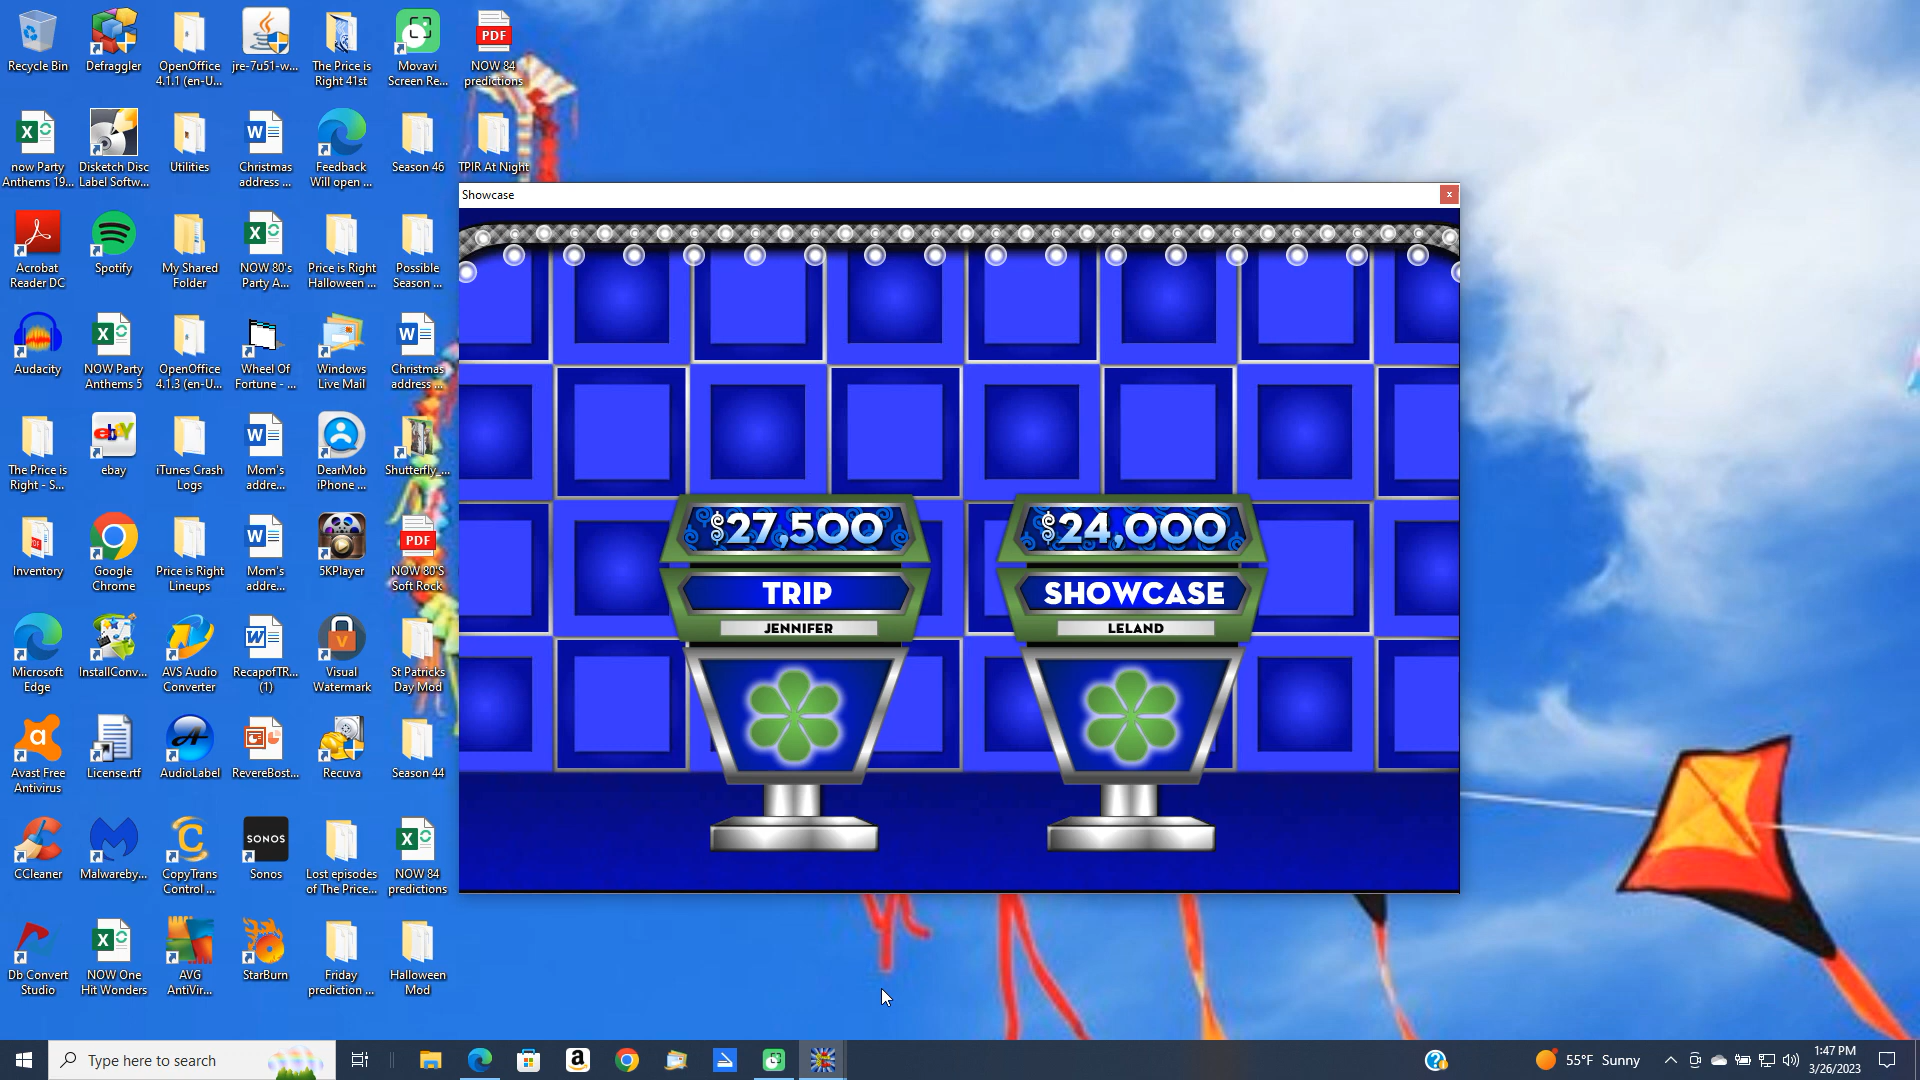 Recycle Bin
Defraggler
OpenOffice
4.1.1 (en-U...
jre-7u51-w...
The Price is
Right 41st
Movavi
Screen Re...
PDF
NOW 84
predictions
now Party
Anthems 19...
Disketch Disc
Label Softw...
Utilities
Christmas
address ...
Feedback
Will open ...
Season 46
TPIR At Night
Showcase
Acrobat
Reader DC
Spotify
My Shared
Folder
NOW 80's
Party A...
Price is Right
Halloween ...
Possible
Season ...
Audacity
NOW Party
Anthems 5
OpenOffice
4.1.3 (en-U...
Wheel Of
Fortune - ...
Windows
Live Mail
Christmas
address ...
The Price is
Right - S...
ebay
ebay
iTunes Crash
Logs
Mom's
addre...
DearMob
iPhone ...
Shutterfly_...
$27,500
$24,000
Inventory
Google
Chrome
Price is Right
Lineups
Mom's
addre...
5KPlayer
PDF
NOW 80'S
Soft Rock
TRIP
SHOWCASE
JENNIFER
LELAND
Microsoft
Edge
InstallConv...
AVS Audio
Converter
RecapofTR...
(1)
Visual
Watermark
St Patricks
Day Mod
Avast Free
Antivirus
License.rtf
AudioLabel
RevereBost...
Recuva
Season 44
CCleaner
Malwareby...
CopyTrans
Control ...
SONOS
Sonos
Lost episodes
of The Price...
NOW 84
predictions
Db Convert
Studio
NOW One
Hit Wonders
AVG
AntiVir...
StarBurn
Friday
prediction ...
Halloween
Mod
Type here to search
55°F Sunny
1:47 PM
3/26/2023